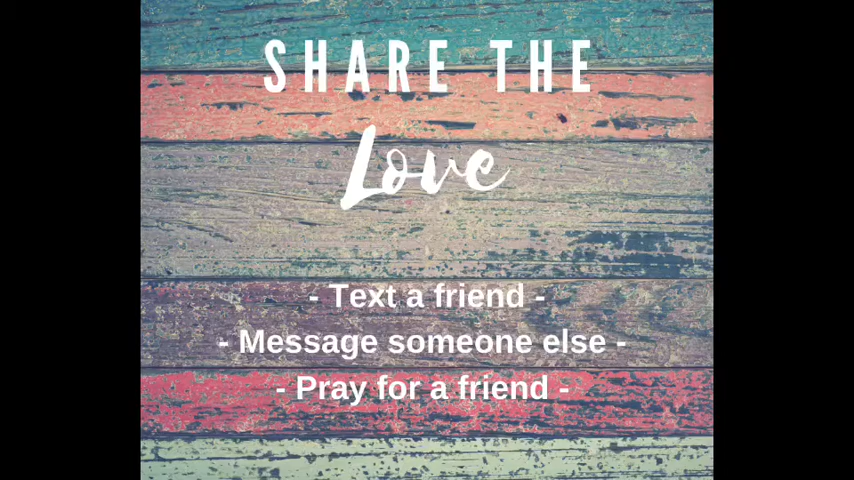 SHARE THE
Love
- Text a friend -
- Message someone else -
- Pray for a friend -